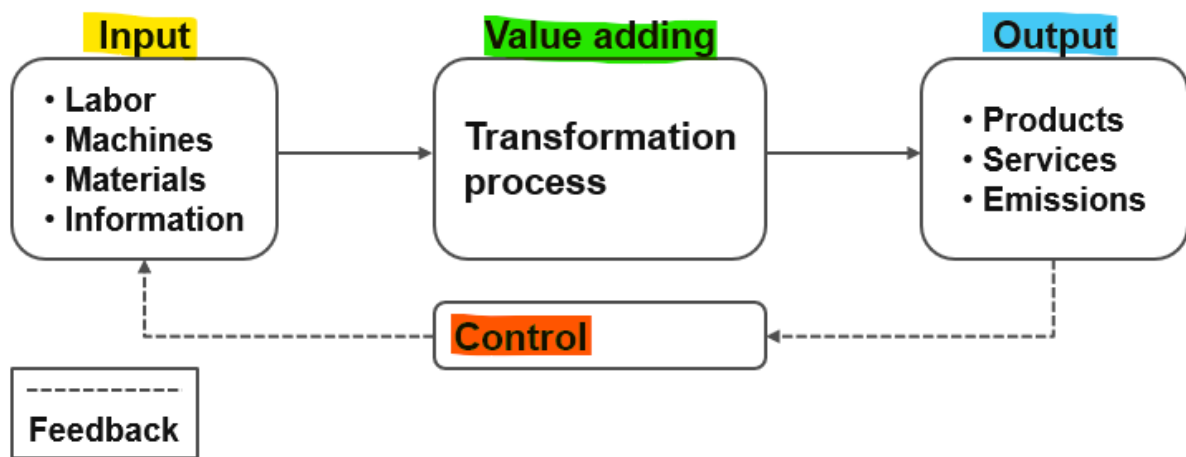 Input
• Labor
• Machines
• Materials
• Information
Value adding
Transformation
process
Output
• Products
• Services
• Emissions
Control
Feedback